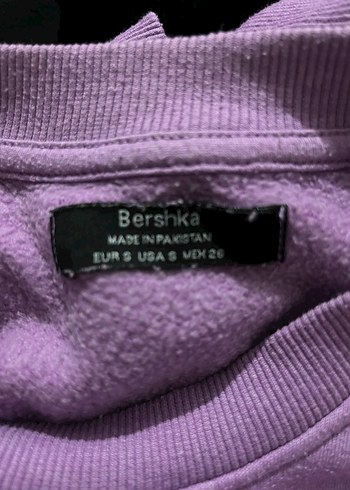 Bershka
MADE IN PAKISTAN
EUR S USA S MEX 26